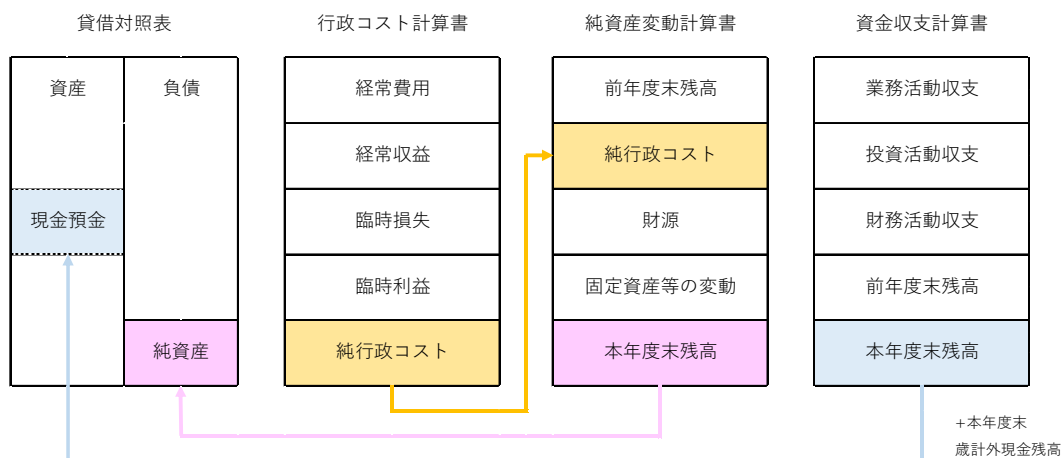 貸借対照表
資産
負債
現金預金
純資産
行政コスト計算書
経常費用
経常収益
臨時損失
臨時利益
純行政コスト
純資産変動計算書
前年度末残高
純行政コスト
財源
固定資産等の変動
本年度末残高
資金収支計算書
業務活動収支
投資活動収支
財務活動収支
前年度末残高
本年度末残高
+本年度末
歳計外現金残高